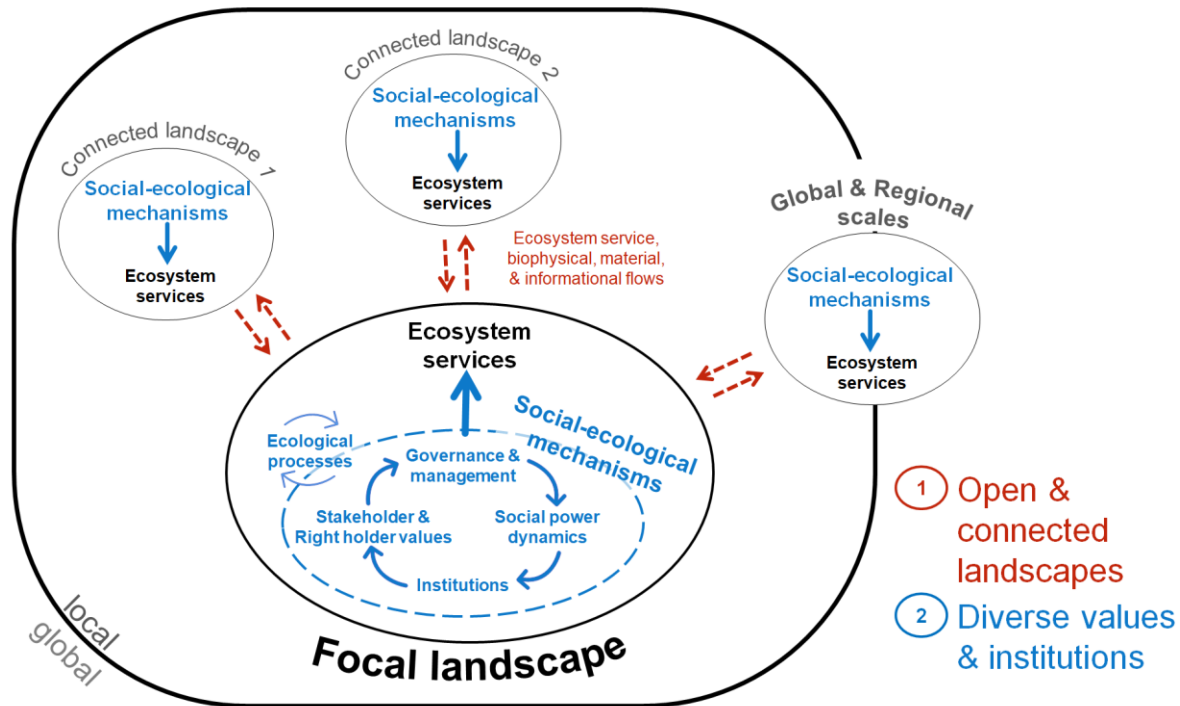 Connected landscape 2
Social-ecological
mechanisms
Ecosystem
services
Connected landscape 1
Social-ecological
mechanisms
Ecosystem
services
Global & Regional
scales
Social-ecological
mechanisms
Ecosystem
services
Ecosystem service,
biophysical, material,
& informational flows
Ecosystem
services
Social-ecological
mechanisms
Ecological
processes
Governance &
management
Stakeholder &
Right holder values
Social power
dynamics
Institutions
Focal landscape
local
global
1 Open &
connected
landscapes
2 Diverse values
& institutions